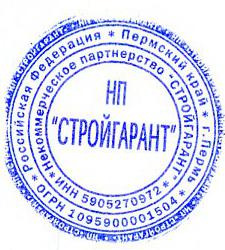 * Российская Федерация * Пермский край * г. Пермь
* ОГРН 1095900001504 *
Некоммерческое партнерство "СТРОЙГАРАНТ"
* ИНН 5905270972 *
НП
"СТРОЙГАРАНТ"